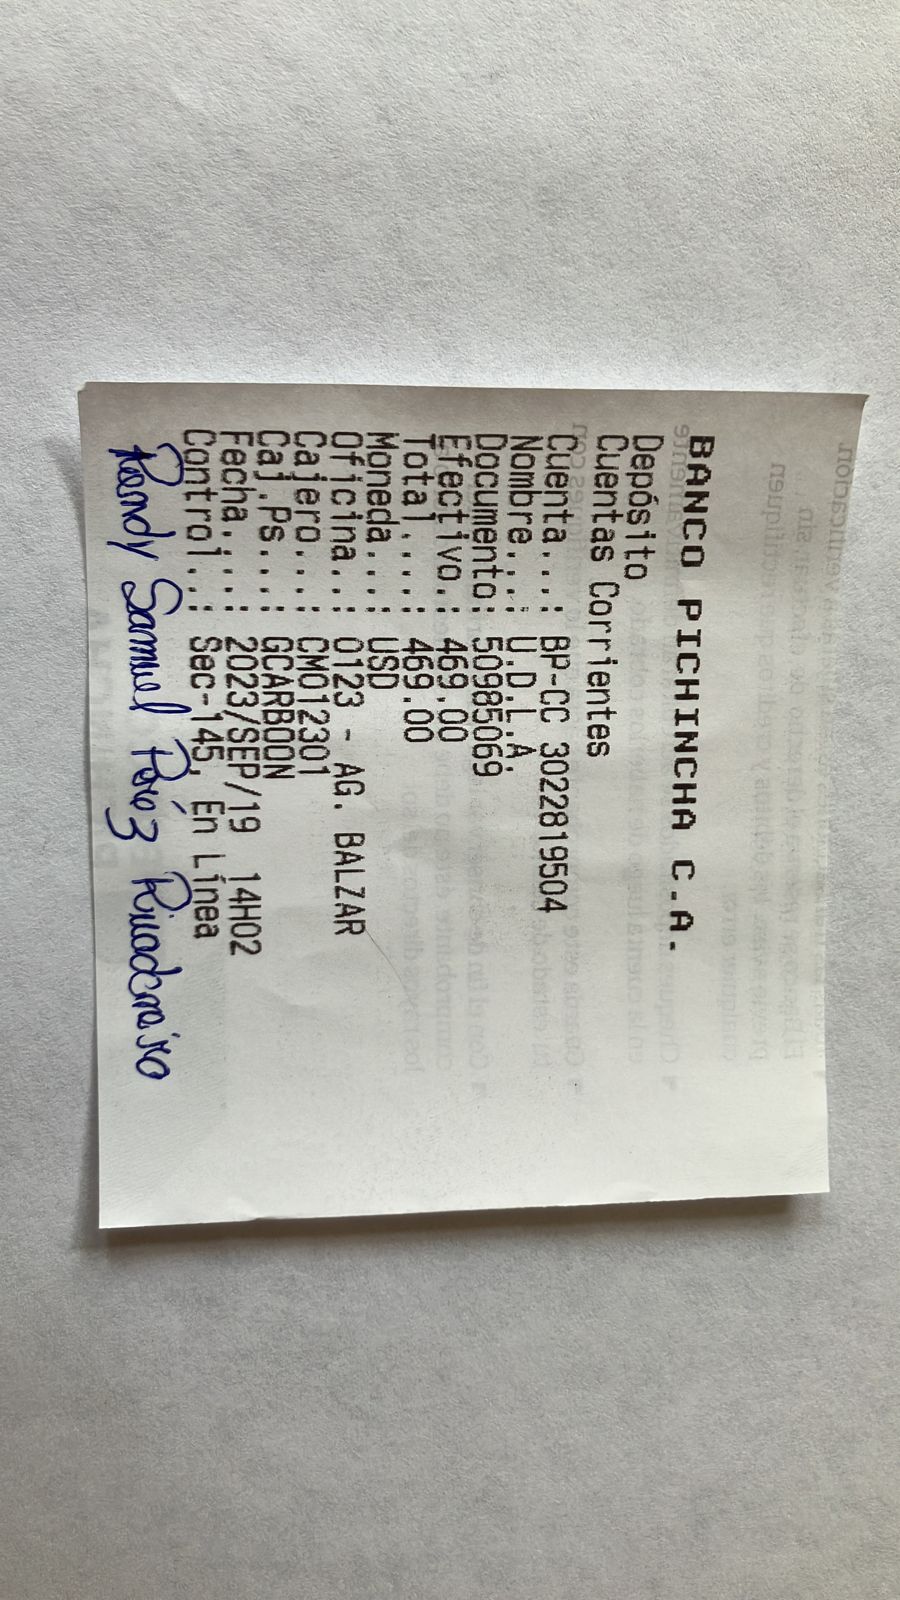 BANCO PICHINCHA C.A.
Depósito
Cuentas Corrientes
Cuenta...: BP-CC 3022819504
Nombre...: U.D.L.A.
Documento: 50985069
Efectivo.: 469.00
Total....: 469.00
Moneda...: USD
Oficina..: 0123 - AG. BALZAR
Cajero...: CM012301
Caj.Ps...: GCARBOON
Fecha....: 2023/SEP/19 14H02
Control..: Sec-145, En Línea
Randy Samuel Peréz